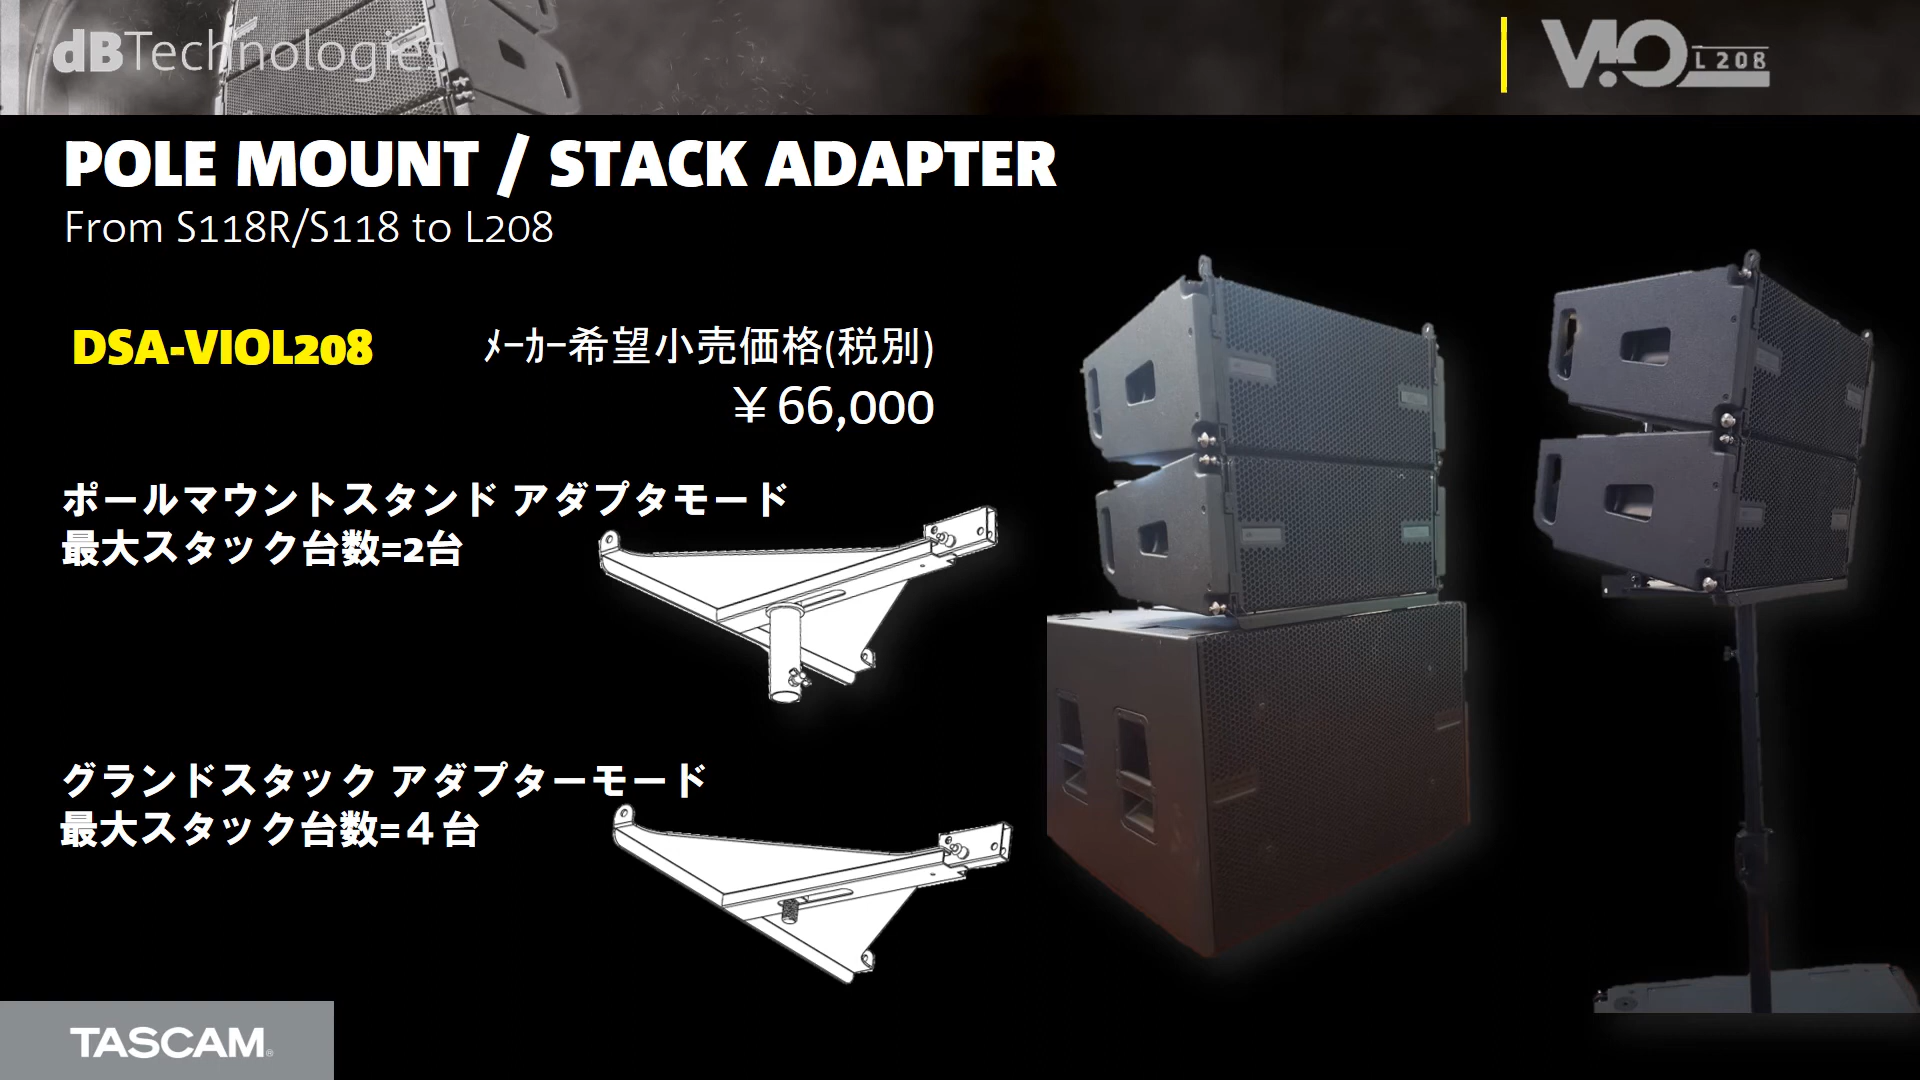 dBTechnologies
VIO L208
POLE MOUNT / STACK ADAPTER
From S118R/S118 to L208
DSA-VIOL208
ﾒｰｶｰ希望小売価格(税別)
￥66,000
ポールマウントスタンド アダプタモード
最大スタック台数=2台
グランドスタック アダプターモード
最大スタック台数=４台
TASCAM®